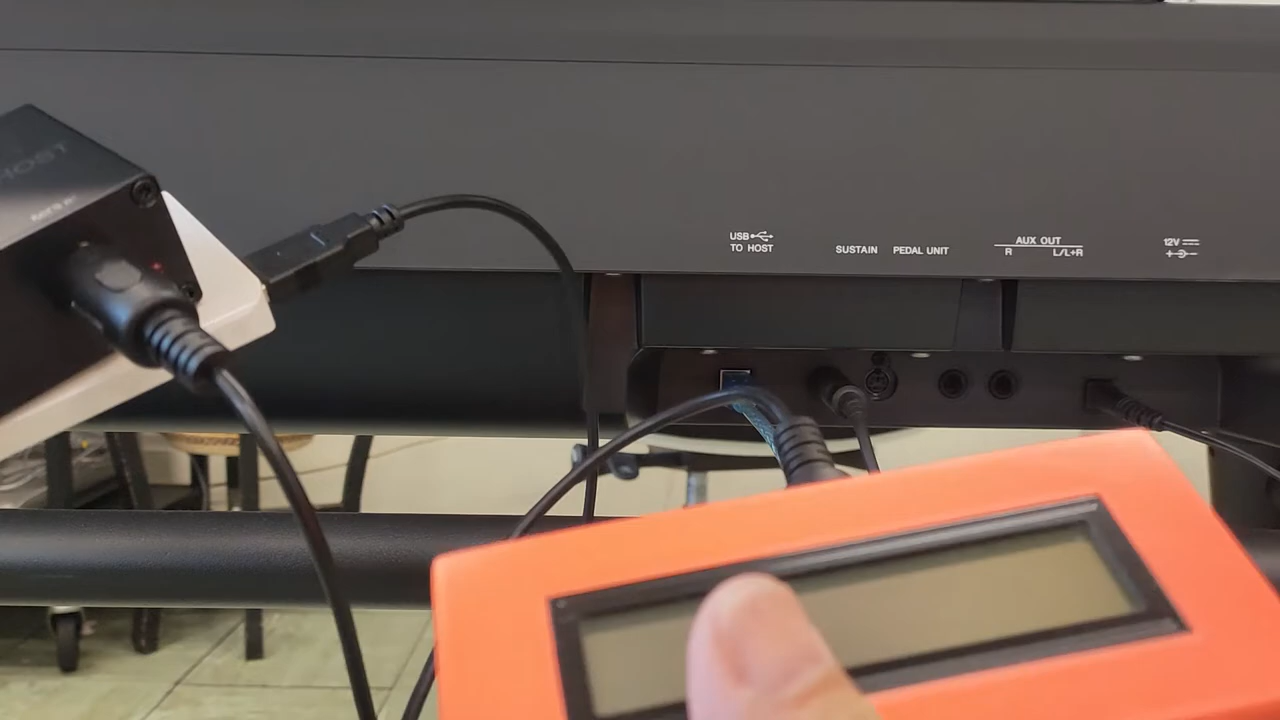 HOST
USB
TO HOST
SUSTAIN
PEDAL UNIT
AUX OUT
R
L/L+R
12V